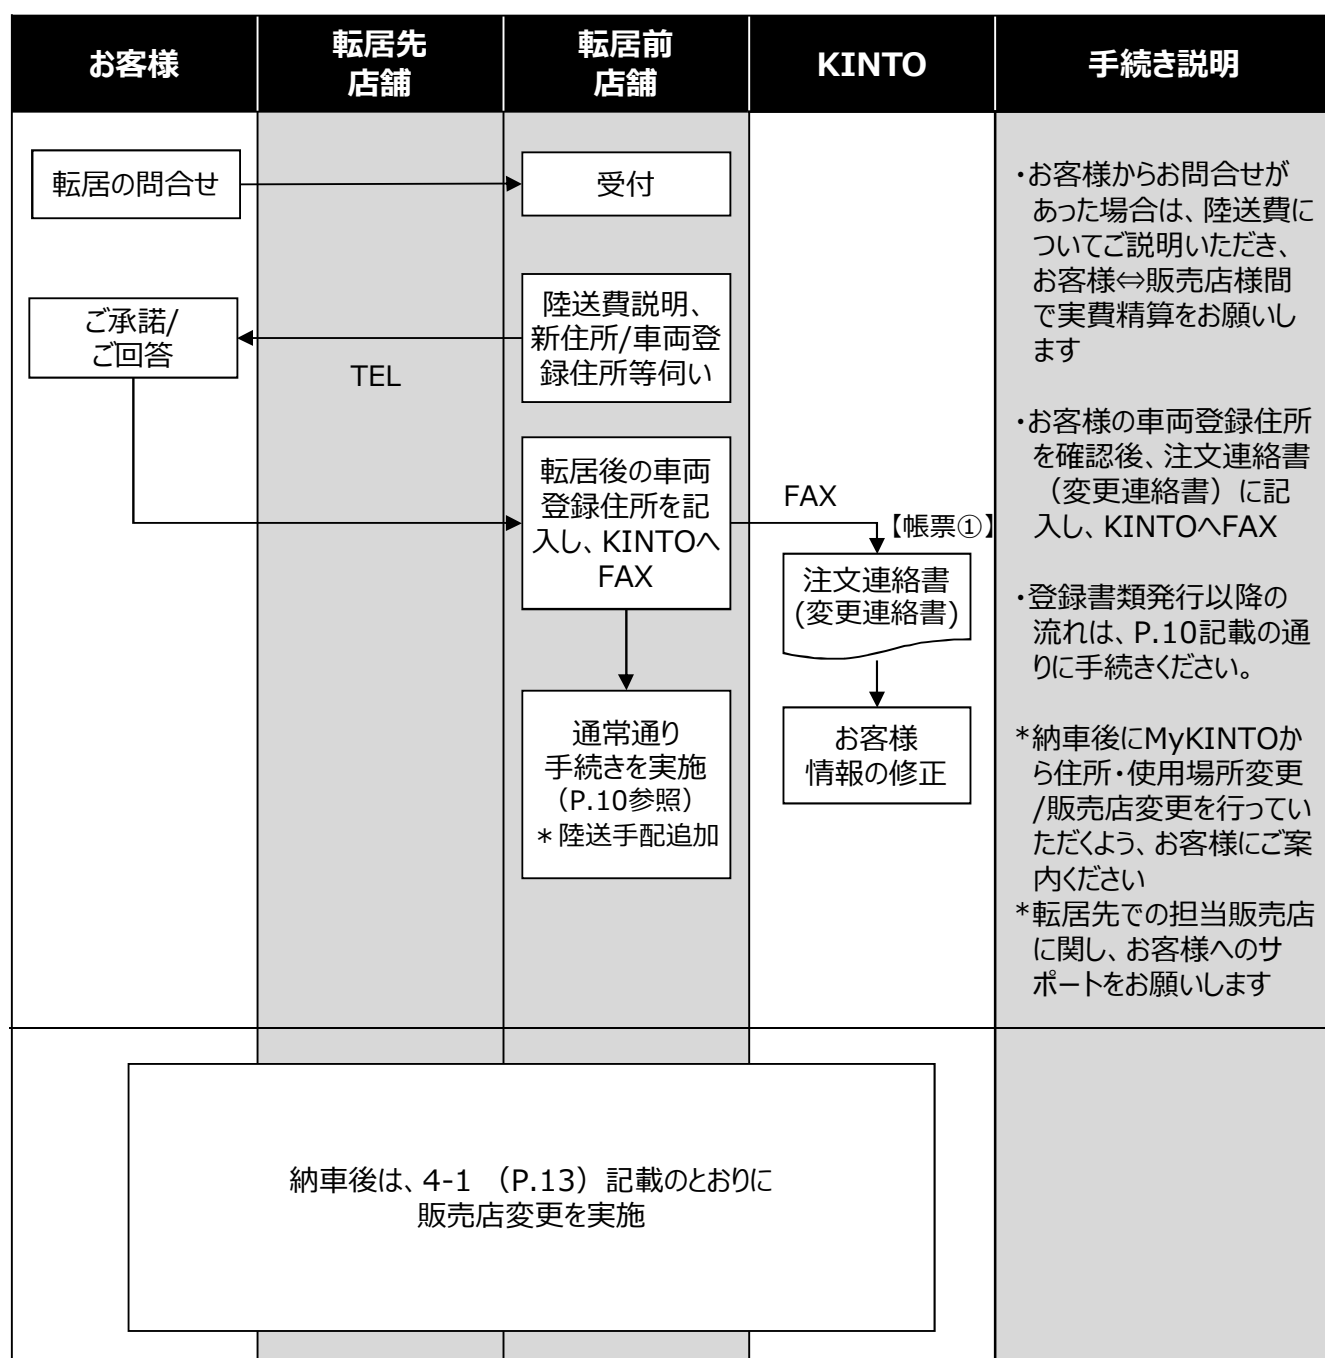 お客様
転居先
店舗
転居前
店舗
KINTO
手続き説明
転居の問合せ
受付
陸送費説明、
新住所/車両登
録住所等伺い
ご承諾/
ご回答
TEL
転居後の車両
登録住所を記
入し、KINTOへ
FAX
FAX
【帳票①】
注文連絡書
(変更連絡書)
通常通り
手続きを実施
（P.10参照）
＊陸送手配追加
お客様
情報の修正
・お客様からお問合せが
あった場合は、陸送費に
ついてご説明いただき、
お客様⇔販売店様間
で実費精算をお願いし
ます
・お客様の車両登録住所
を確認後、注文連絡書
（変更連絡書）に記
入し、KINTOへFAX
・登録書類発行以降の
流れは、P.10記載の通
りに手続きください。
*納車後にMyKINTOか
ら住所・使用場所変更
/販売店変更を行ってい
ただくよう、お客様にご案
内ください
*転居先での担当販売店
に関し、お客様へのサ
ポートをお願いします
納車後は、4-1 （P.13）記載のとおりに
販売店変更を実施